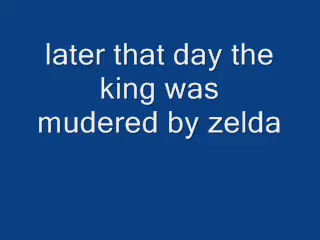 later that day the
king was
mudered by zelda